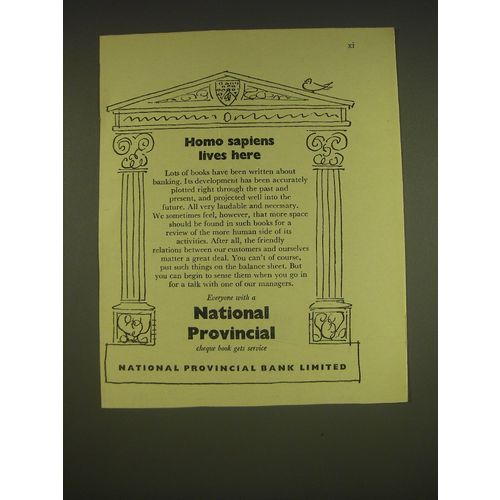 xi
Homo sapiens
lives here
Lots of books have been written about
banking. Its development has been accurately
plotted right through the past and
present, and projected well into the
future. All very laudable and necessary.
We sometimes feel, however, that more space
should be found in such books for a
review of the more human side of its
activities. After all, the friendly
relations between our customers and ourselves
matter a great deal. You can't of course,
put such things on the balance sheet. But
you can begin to sense them when you go in
for a talk with one of our managers.
Everyone with a
National
Provincial
cheque book gets service
NATIONAL PROVINCIAL BANK LIMITED